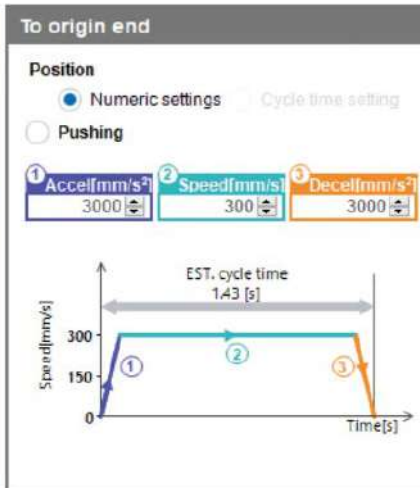 To origin end
Position
Numeric settings Cycle time setting
Pushing
1 Accel[mm/s²] 2 Speed[mm/s] 3 Decel[mm/s²]
3000 300 3000
EST. cycle time
1.43 [s]
Speed[mm/s]
300
150
0
1
2
3
Time[s]